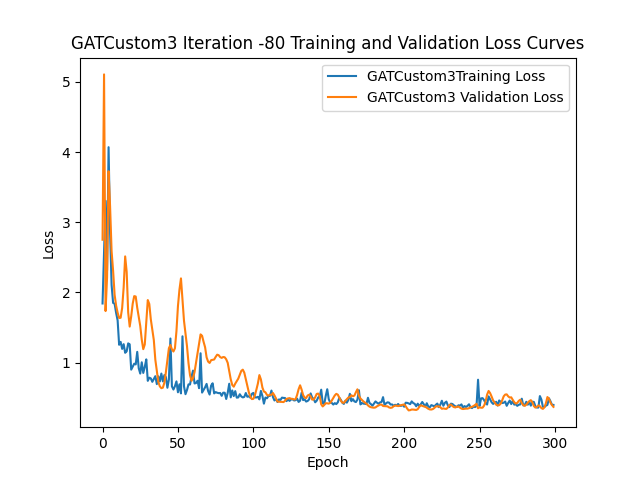 GATCustom3 Iteration -80 Training and Validation Loss Curves
GATCustom3Training Loss
GATCustom3 Validation Loss
5
4
3
2
1
Loss
0
50
100
150
200
250
300
Epoch